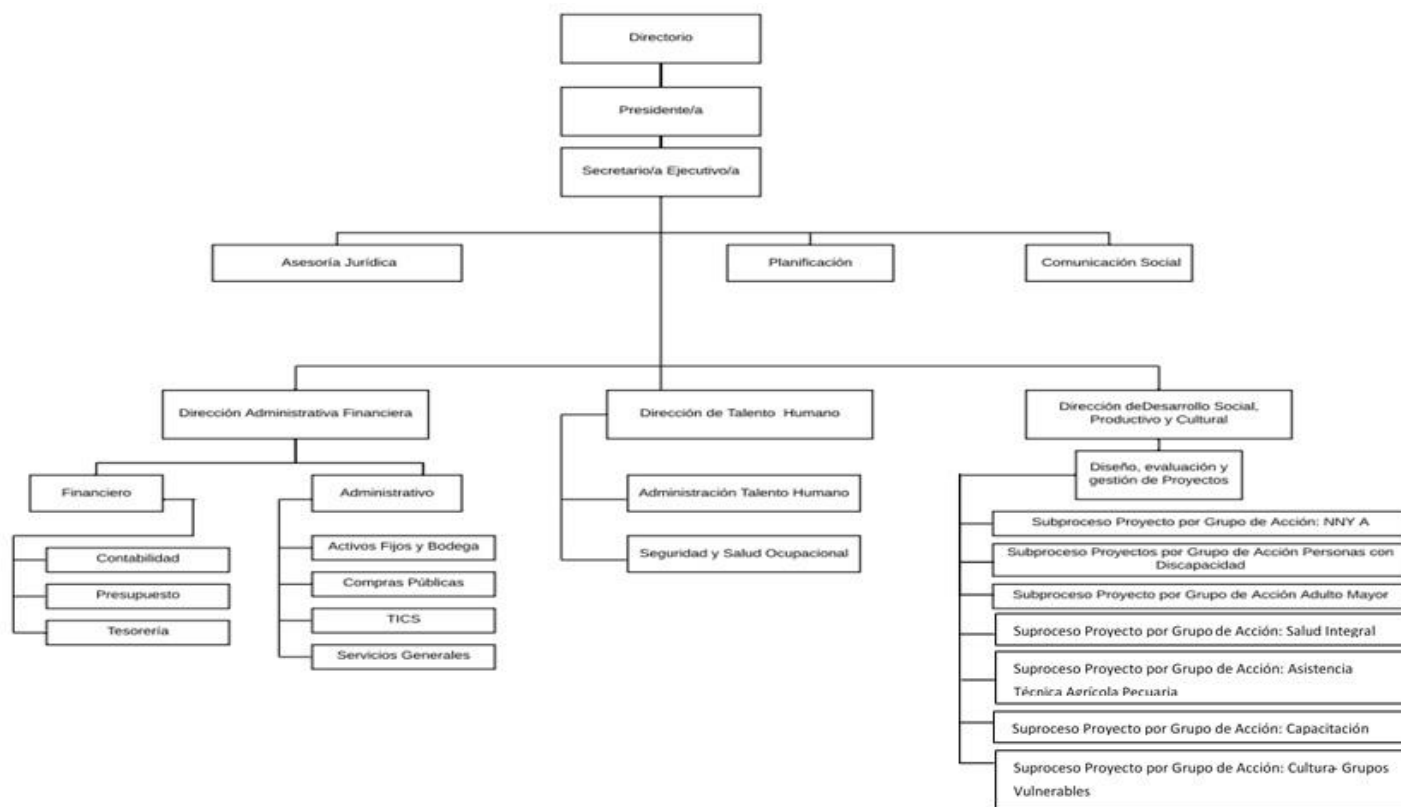 Directorio
Presidente/a
Secretario/a Ejecutivo/a
Asesoría Jurídica
Planificación
Comunicación Social
Dirección Administrativa Financiera
Dirección de Talento Humano
Dirección deDesarrollo Social,
Productivo y Cultural
Financiero
Administrativo
Contabilidad
Presupuesto
Tesorería
Activos Fijos y Bodega
Compras Públicas
TICS
Servicios Generales
Administración Talento Humano
Seguridad y Salud Ocupacional
Diseño, evaluación y
gestión de Proyectos
Subproceso Proyecto por Grupo de Acción: NNY A
Subproceso Proyectos por Grupo de Acción Personas con
Discapacidad
Subproceso Proyecto por Grupo de Acción Adulto Mayor
Suproceso Proyecto por Grupo de Acción: Salud Integral
Suproceso Proyecto por Grupo de Acción: Asistencia
Técnica Agrícola Pecuaria
Suproceso Proyecto por Grupo de Acción: Capacitación
Suproceso Proyecto por Grupo de Acción: Cultura- Grupos
Vulnerables